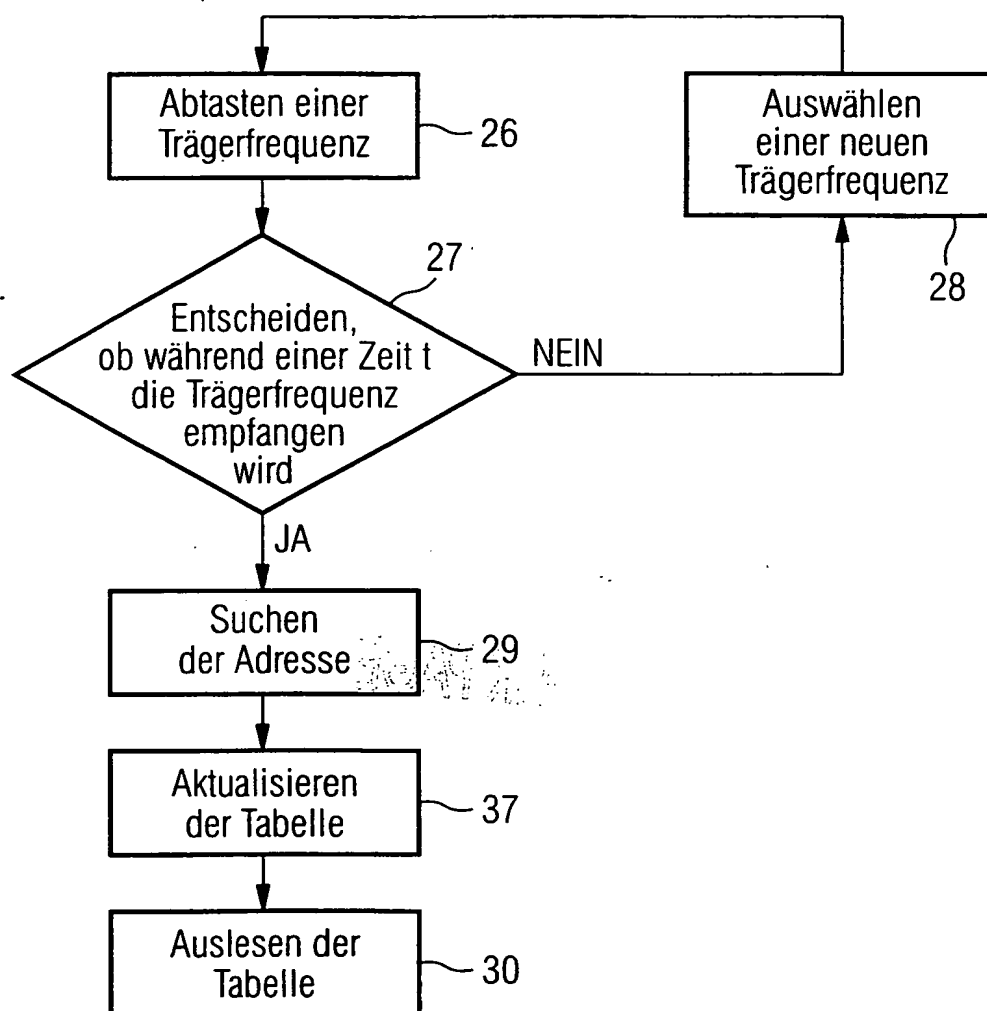 Abtasten einer
Trägerfrequenz
26
Auswählen
einer neuen
Trägerfrequenz
28
27
Entscheiden,
ob während einer Zeit t
die Trägerfrequenz
empfangen
wird
NEIN
JA
Suchen
der Adresse
29
Aktualisieren
der Tabelle
37
Auslesen der
Tabelle
30